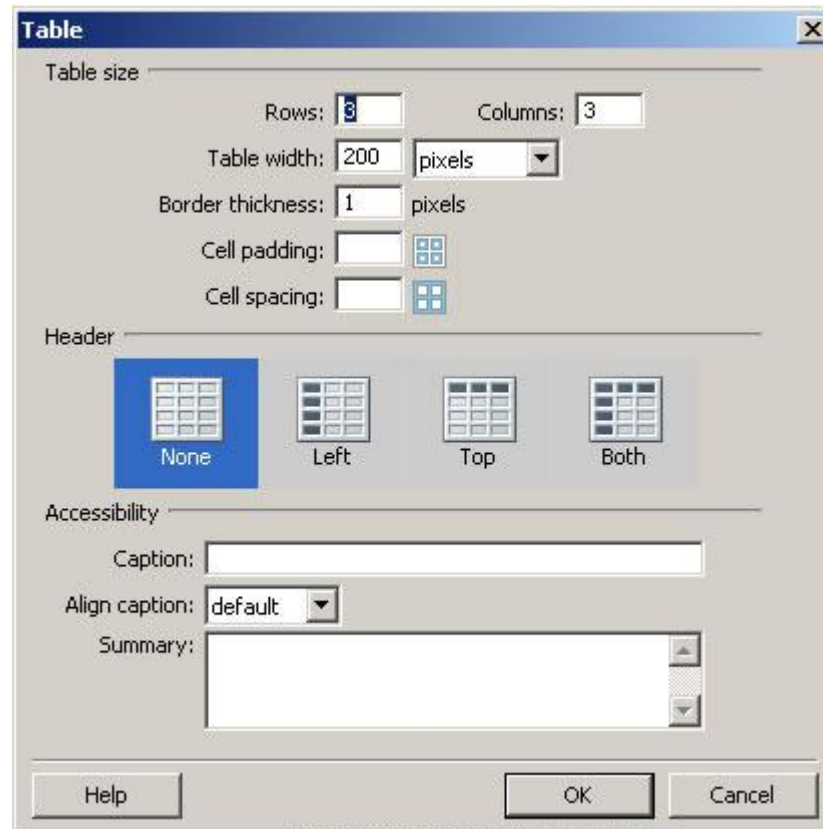 Table
Table size
Rows: 3 Columns: 3
Table width: 200 pixels
Border thickness: 1 pixels
Cell padding:
Cell spacing:
Header
None Left Top Both
Accessibility
Caption:
Align caption: default
Summary:
Help OK Cancel